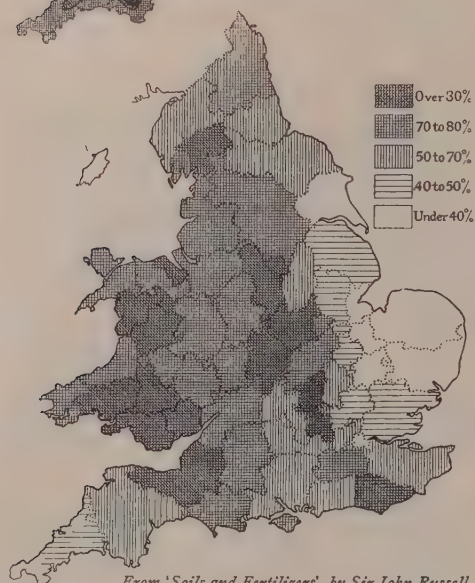 Over 30%
70 to 80%
50 to 70%
40 to 50%
Under 40%
From 'Soils and Fertilizers', by Sir John Russell